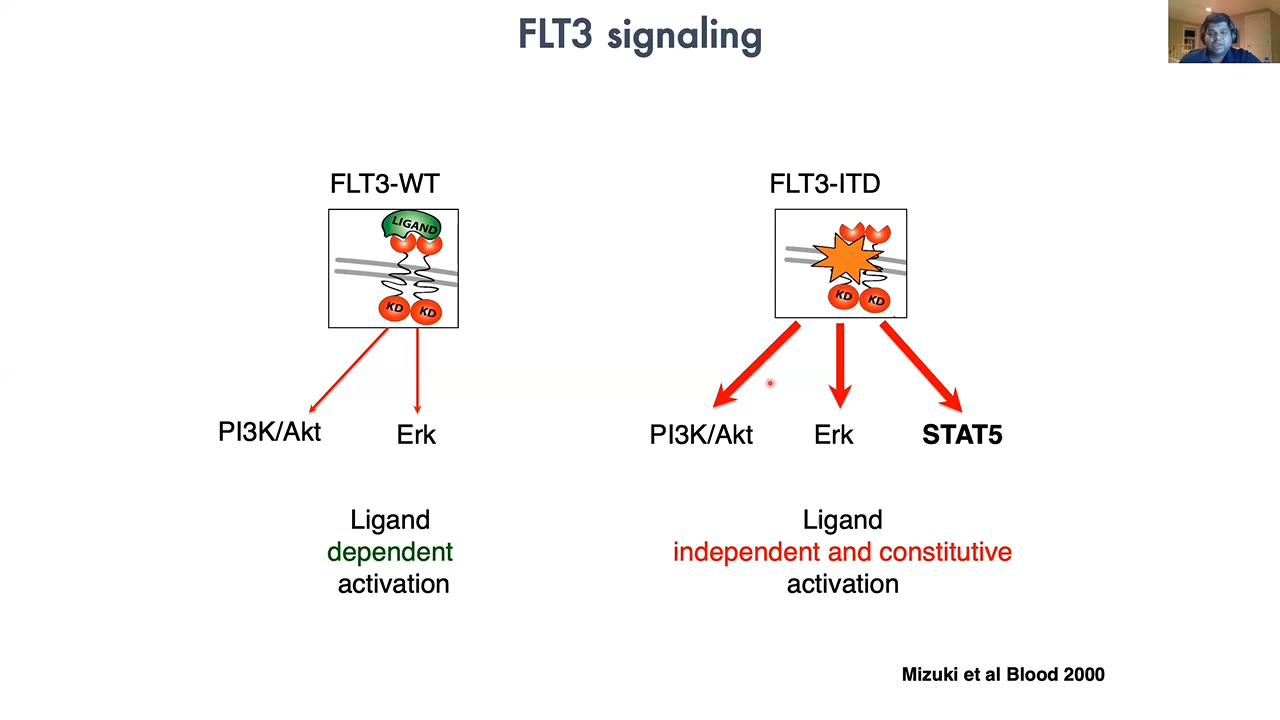 FLT3 signaling
FLT3-WT
LIGAND
KD
KD
PI3K/Akt
Erk
Ligand
dependent
activation
FLT3-ITD
KD
KD
PI3K/Akt
Erk
STAT5
Ligand
independent and constitutive
activation
Mizuki et al Blood 2000